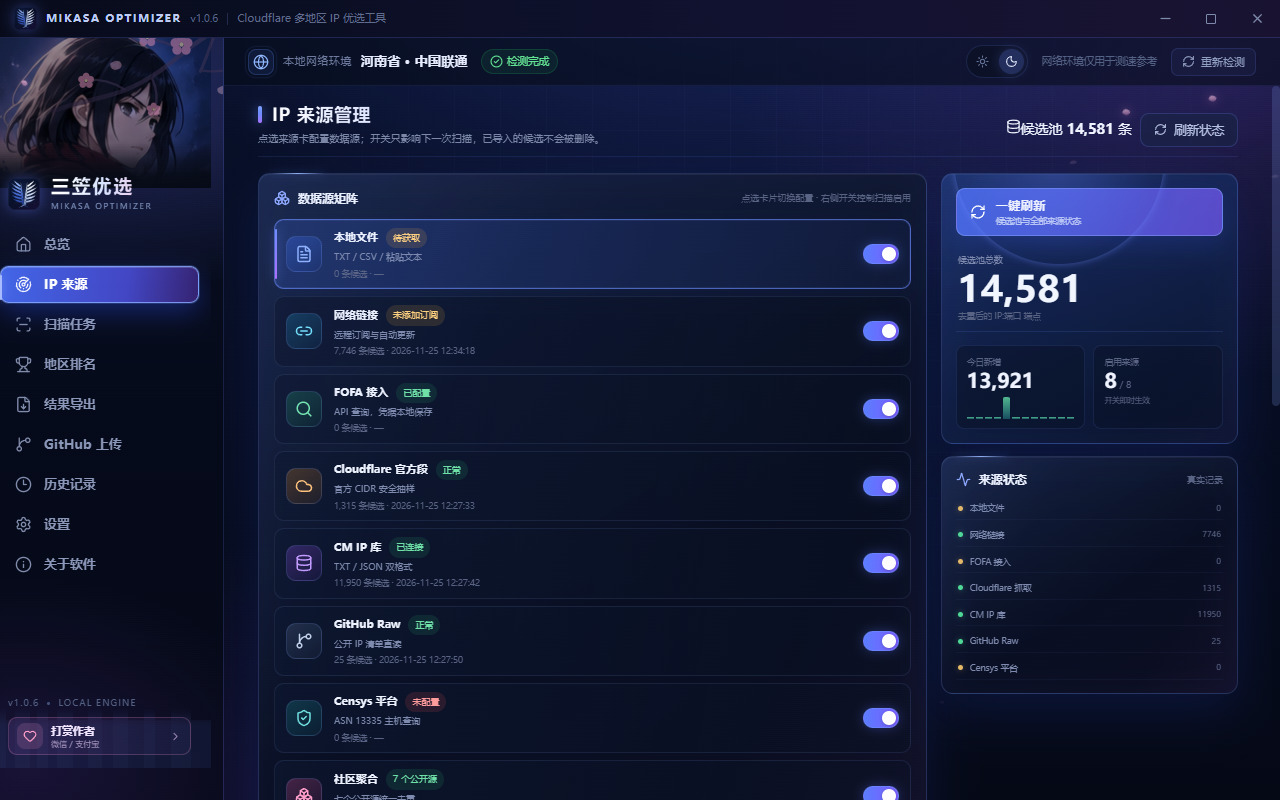 MIKASA OPTIMIZER v1.0.6 Cloudflare 多地区 IP 优选工具
本地网络环境 河南省 • 中国联通 检测完成 网络环境仅用于测速参考 重新检测
三笠优选
MIKASA OPTIMIZER
总览
IP 来源
扫描任务
地区排名
结果导出
GitHub 上传
历史记录
设置
关于软件
v1.0.6 • LOCAL ENGINE
打赏作者
微信 / 支付宝
IP 来源管理
点选来源卡配置数据源；开关只影响下一次扫描，已导入的候选不会被删除。
候选池 14,581 条 刷新状态
数据源矩阵 点选卡片切换配置 · 右侧开关控制扫描启用
本地文件 待获取
TXT / CSV / 粘贴文本
0 条候选 · —
网络链接 未添加订阅
远程订阅与自动更新
7,746 条候选 · 2026-11-25 12:34:18
FOFA 接入 已配置
API 查询，凭据本地保存
0 条候选 · —
Cloudflare 官方段 正常
官方 CIDR 安全抽样
1,315 条候选 · 2026-11-25 12:27:33
CM IP 库 已连接
TXT / JSON 双格式
11,950 条候选 · 2026-11-25 12:27:42
GitHub Raw 正常
公开 IP 清单直读
25 条候选 · 2026-11-25 12:27:50
Censys 平台 未配置
ASN 13335 主机查询
0 条候选 · —
社区聚合 7 个公开源
七个公开源统一去重
一键刷新
候选池与全部来源状态
候选池总数
14,581
去重后的 IP:端口 端点
今日新增
13,921
启用来源
8 / 8
开关即时生效
来源状态 真实记录
本地文件 0
网络链接 7746
FOFA 接入 0
Cloudflare 抓取 1315
CM IP 库 11950
GitHub Raw 25
Censys 平台 0